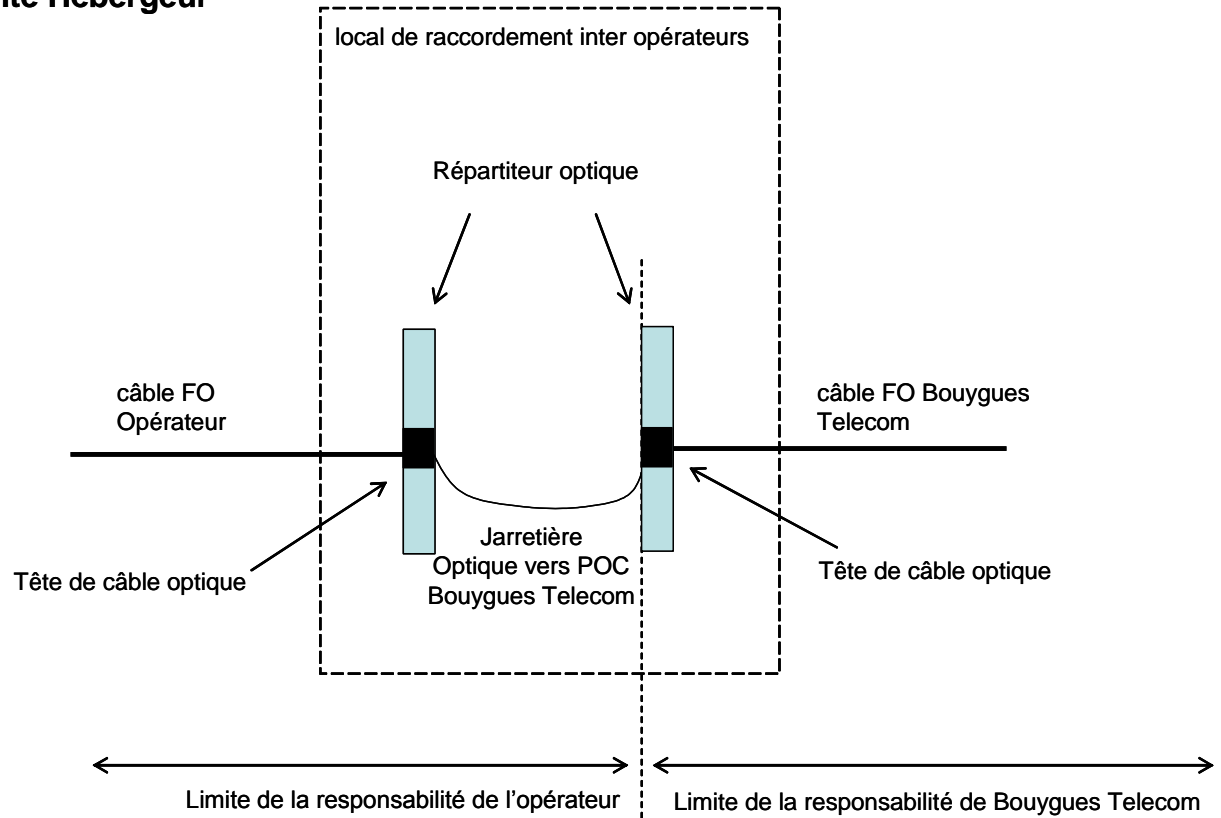 Hébergeur
local de raccordement inter opérateurs
Répartiteur optique
câble FO
Opérateur
câble FO Bouygues
Telecom
Jarretière
Optique vers POC
Bouygues Telecom
Tête de câble optique
Tête de câble optique
Limite de la responsabilité de l’opérateur
Limite de la responsabilité de Bouygues Telecom